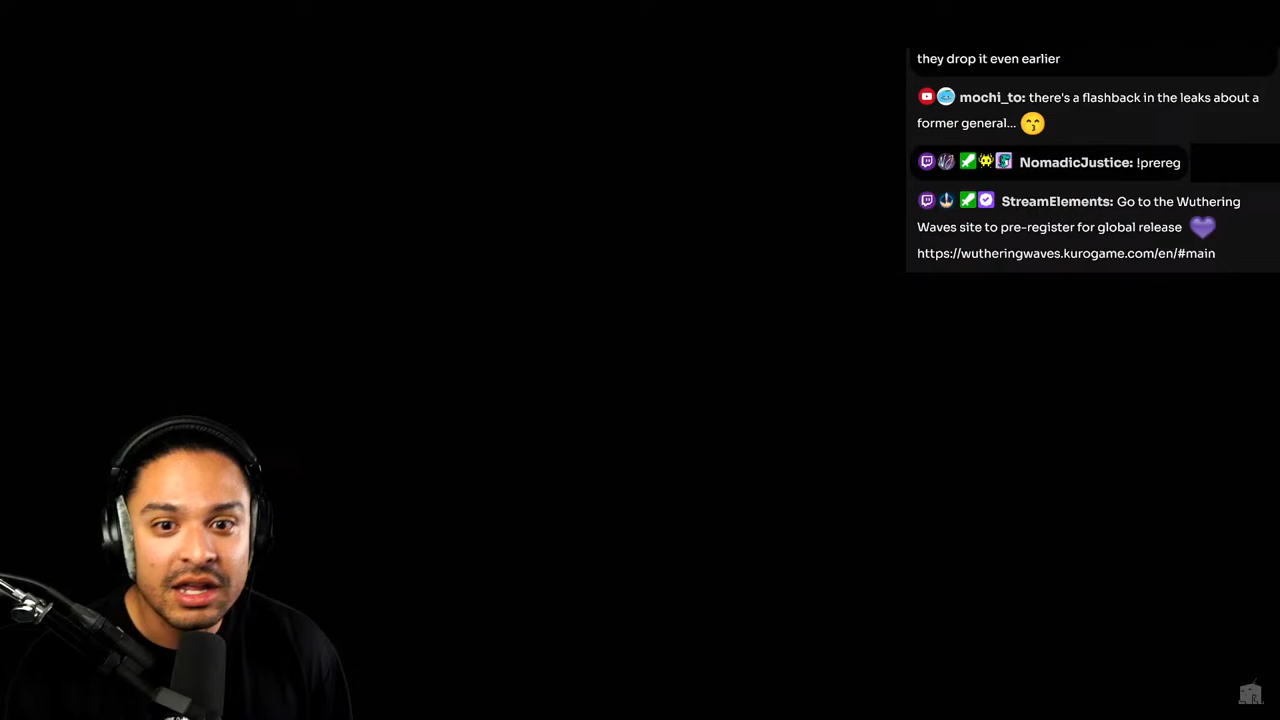 they drop it even earlier
mochi_to: there's a flashback in the leaks about a
former general...
NomadicJustice: !prereg
StreamElements: Go to the Wuthering
Waves site to pre-register for global release
https://wutheringwaves.kurogame.com/en/#main